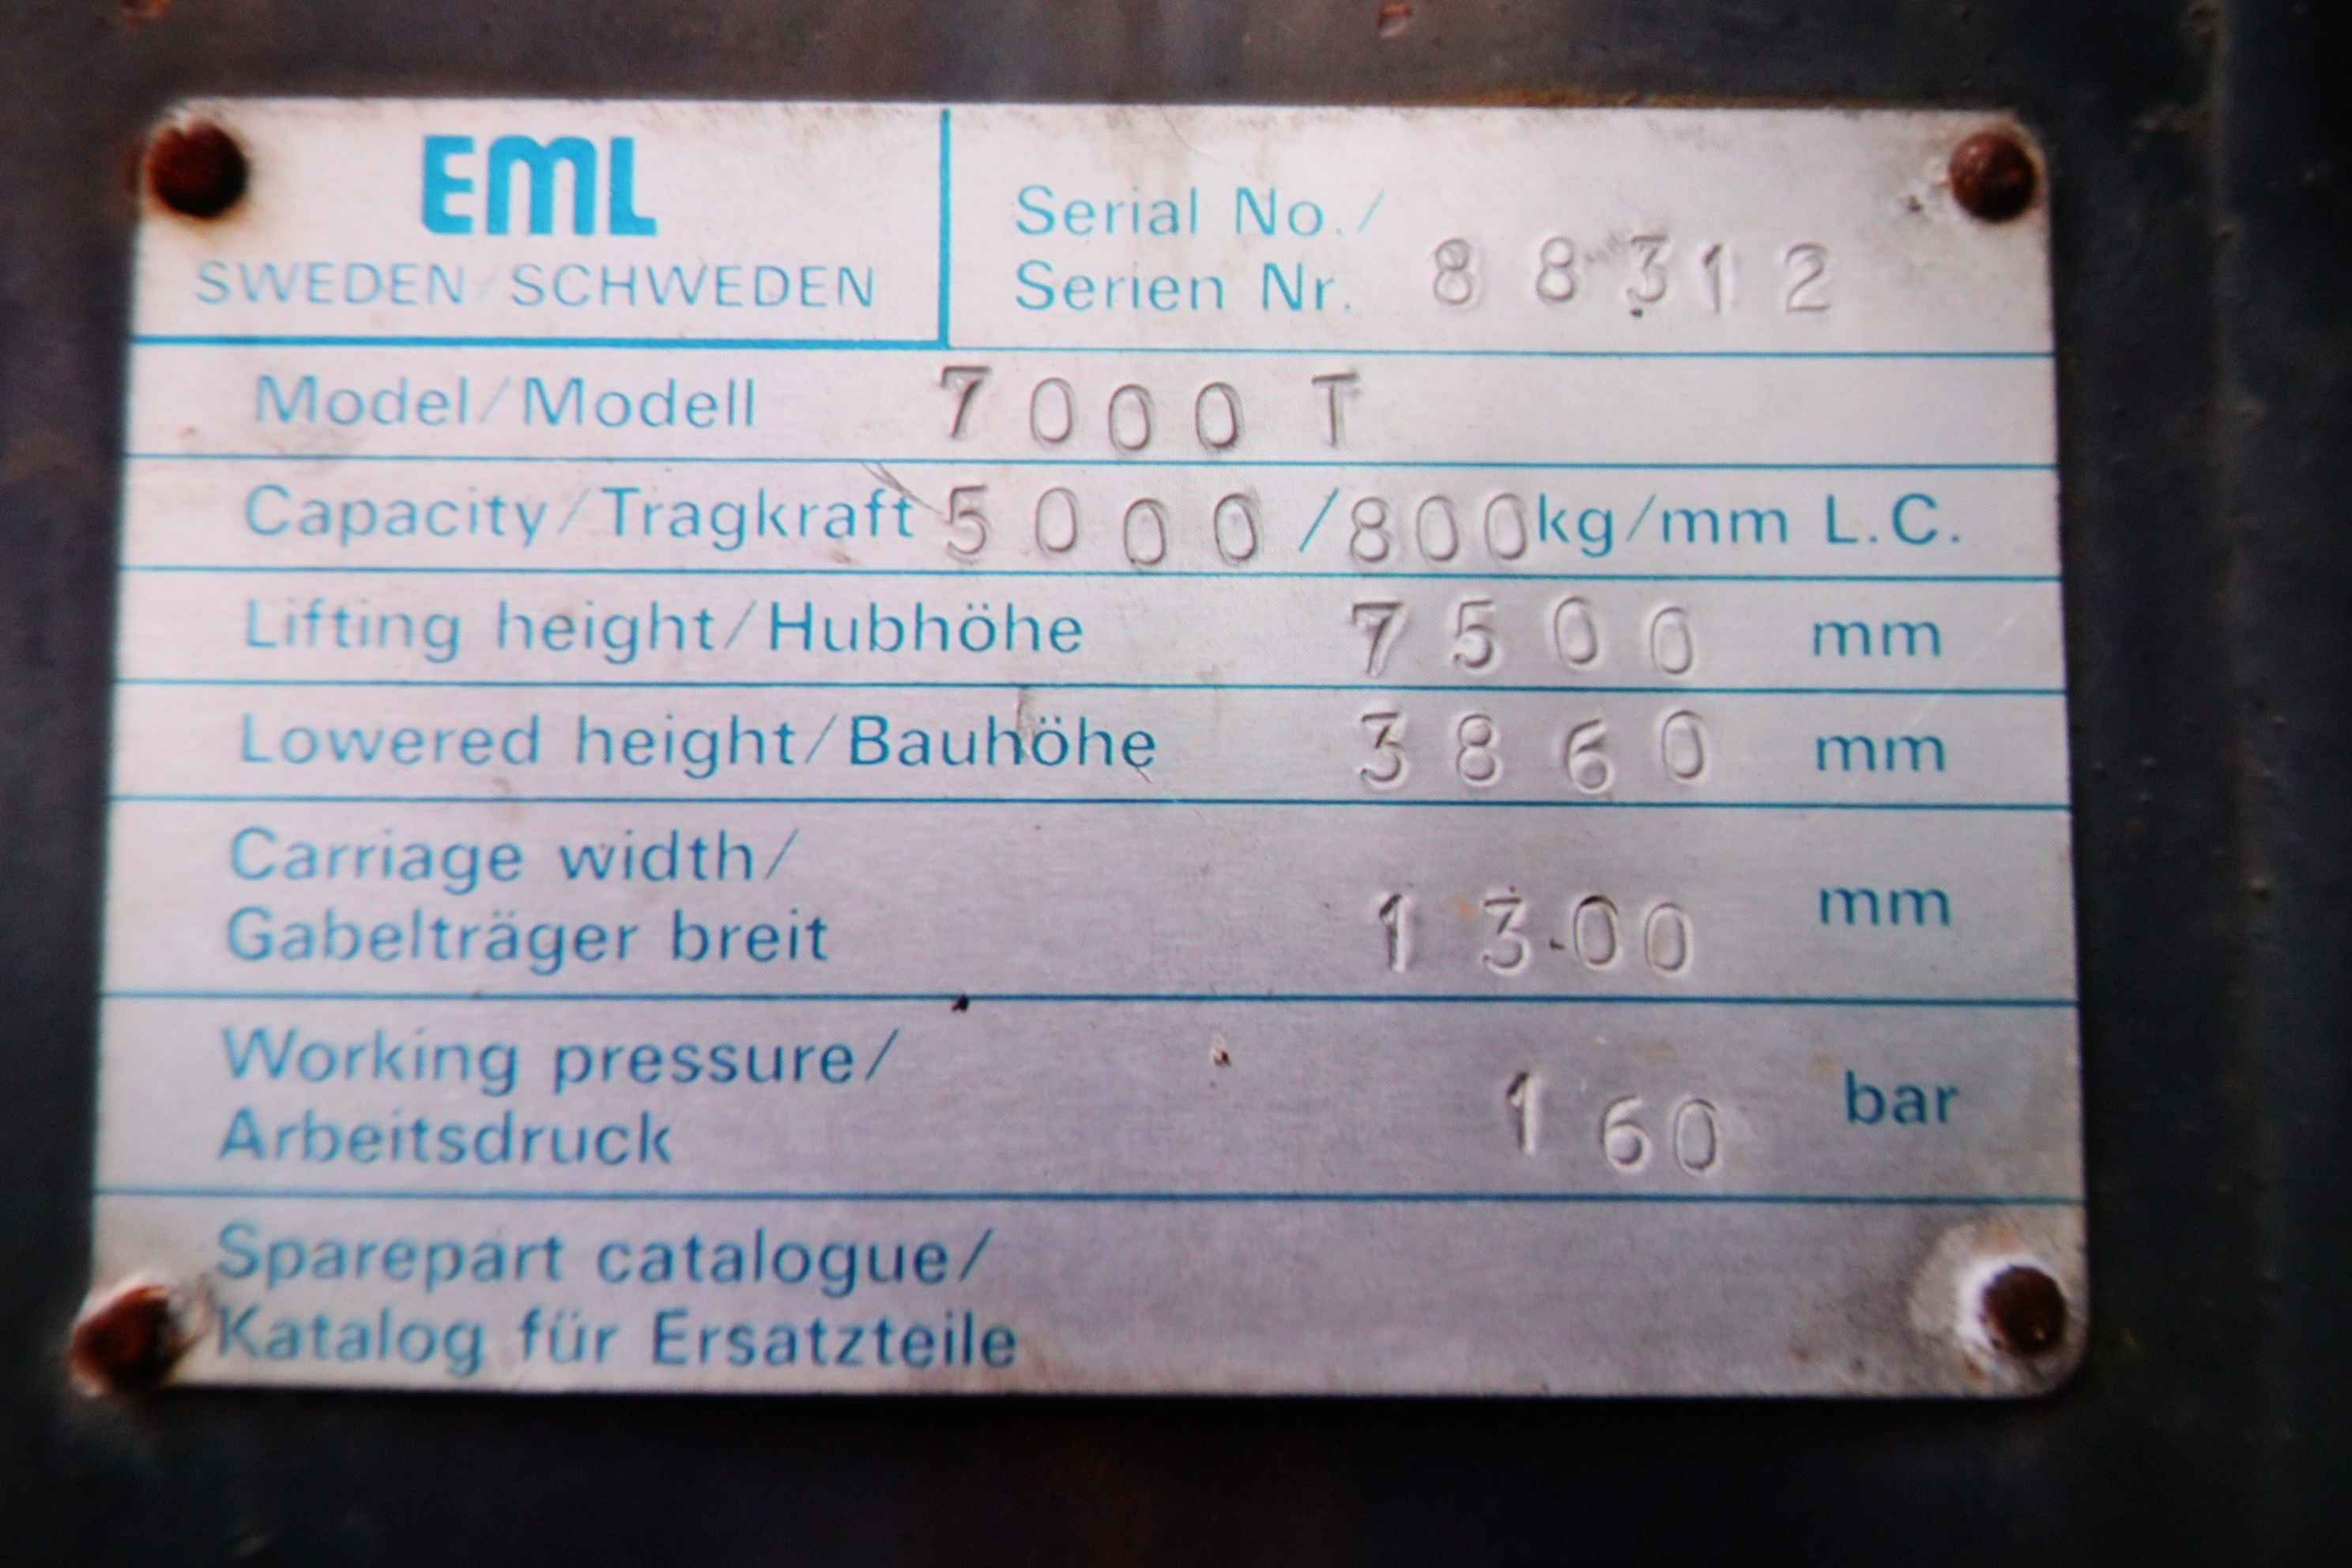 EML
SWEDEN/SCHWEDEN
Serial No./
Serien Nr. 88312
Model/Modell 7000 T
Capacity/Tragkraft 5000/800 kg/mm L.C.
Lifting height/Hubhöhe 7500 mm
Lowered height/Bauhöhe 3860 mm
Carriage width/
Gabelträger breit 1300 mm
Working pressure/
Arbeitsdruck 160 bar
Sparepart catalogue/
Katalog für Ersatzteile